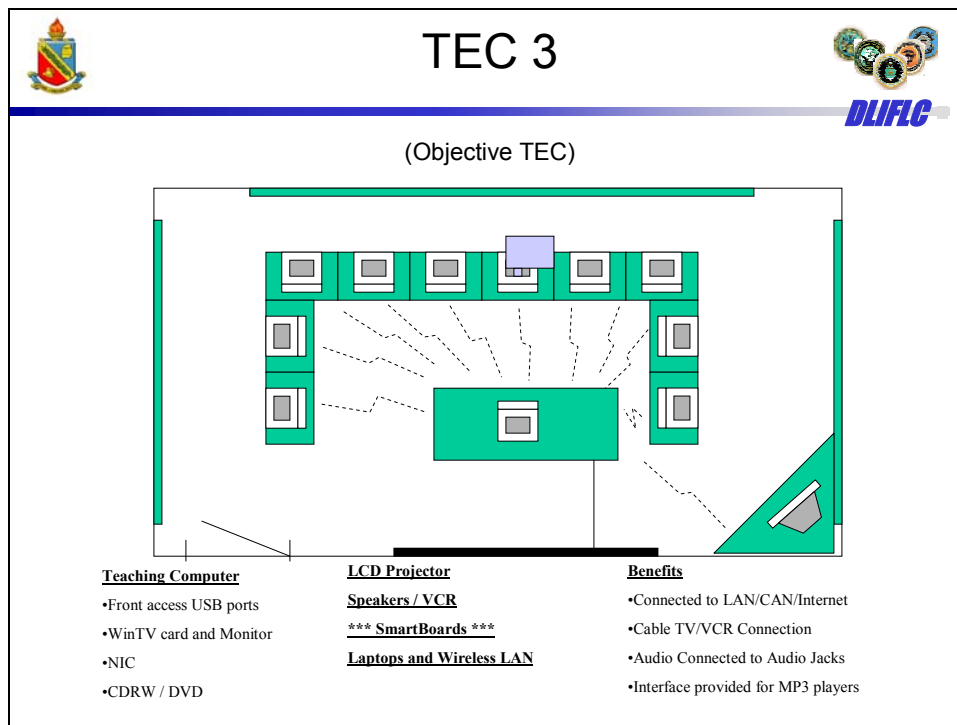 TEC 3
DLIFLC
(Objective TEC)
Teaching Computer
•Front access USB ports
•WinTV card and Monitor
•NIC
•CDRW / DVD
LCD Projector
Speakers / VCR
*** SmartBoards ***
Laptops and Wireless LAN
Benefits
•Connected to LAN/CAN/Internet
•Cable TV/VCR Connection
•Audio Connected to Audio Jacks
•Interface provided for MP3 players